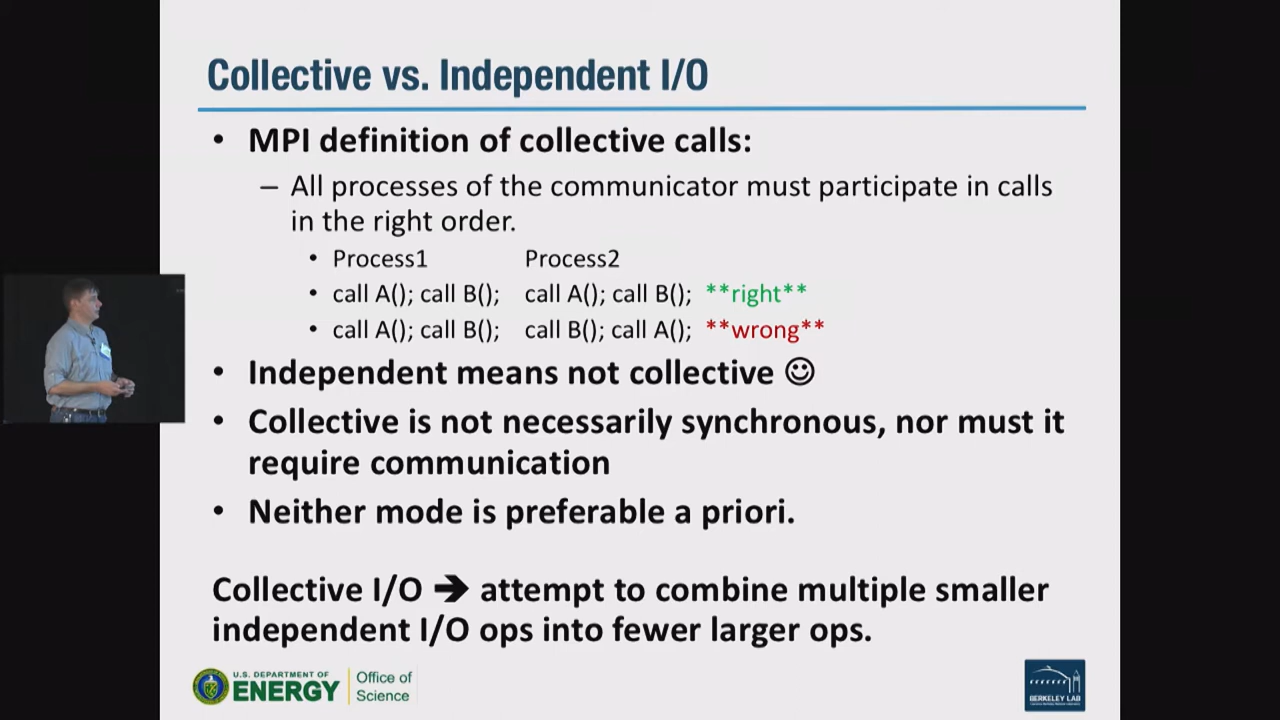 Collective vs. Independent I/O
• MPI definition of collective calls:
– All processes of the communicator must participate in calls
in the right order.
• Process1 Process2
• call A(); call B(); call A(); call B(); **right**
• call A(); call B(); call B(); call A(); **wrong**
• Independent means not collective ☺
• Collective is not necessarily synchronous, nor must it
require communication
• Neither mode is preferable a priori.
Collective I/O ➔ attempt to combine multiple smaller
independent I/O ops into fewer larger ops.
U.S. DEPARTMENT OF
ENERGY
Office of
Science
BERKELEY LAB